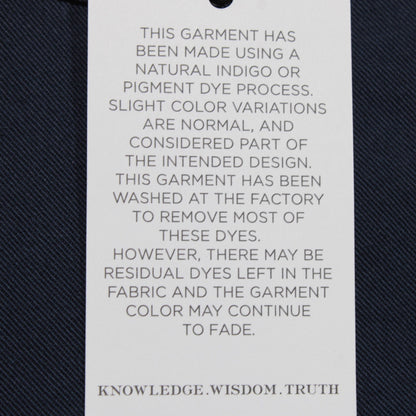 THIS GARMENT HAS
BEEN MADE USING A
NATURAL INDIGO OR
PIGMENT DYE PROCESS.
SLIGHT COLOR VARIATIONS
ARE NORMAL, AND
CONSIDERED PART OF
THE INTENDED DESIGN.
THIS GARMENT HAS BEEN
WASHED AT THE FACTORY
TO REMOVE MOST OF
THESE DYES.
HOWEVER, THERE MAY BE
RESIDUAL DYES LEFT IN THE
FABRIC AND THE GARMENT
COLOR MAY CONTINUE
TO FADE.
KNOWLEDGE.WISDOM.TRUTH